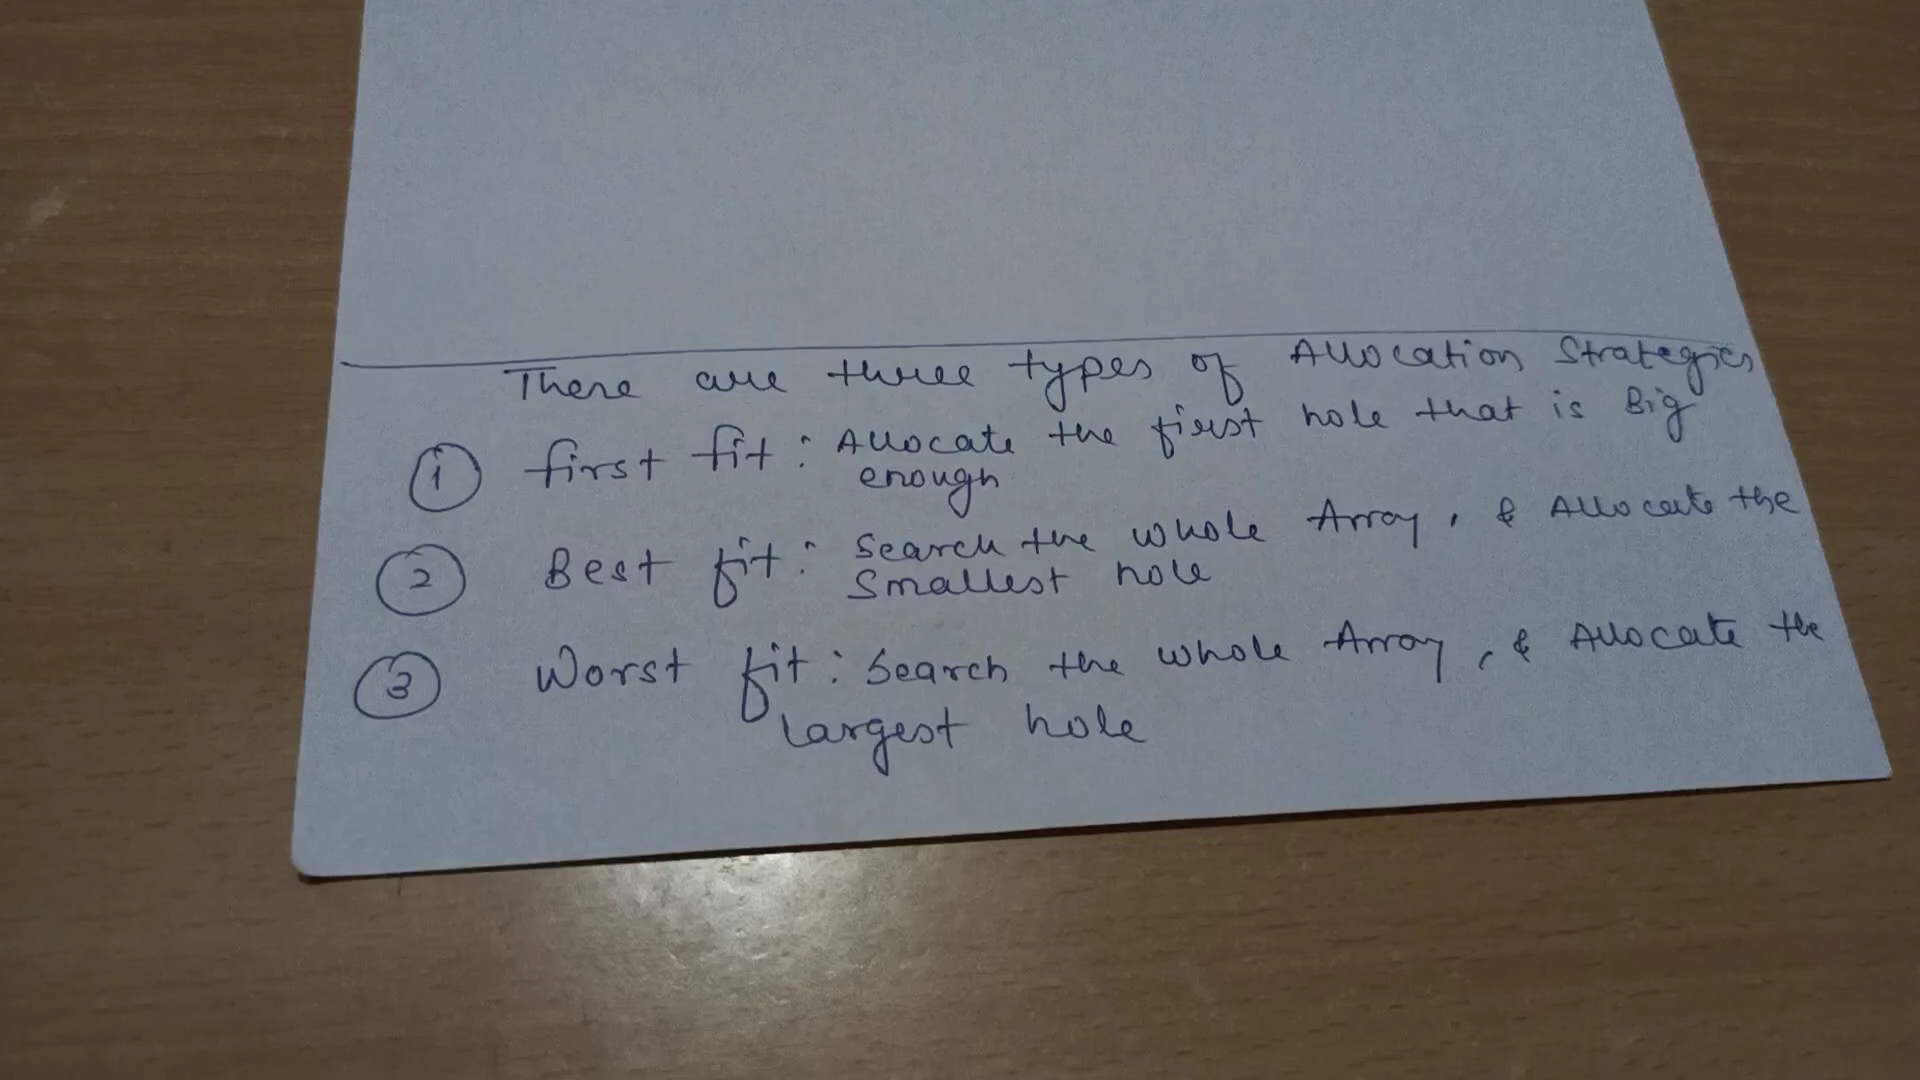 There are three types of Allocation Strategies
① first fit: Allocate the first hole that is Big
enough
② Best fit: Search the whole Array, & Allocate the
Smallest hole
③ Worst fit: Search the whole Array, & Allocate the
largest hole